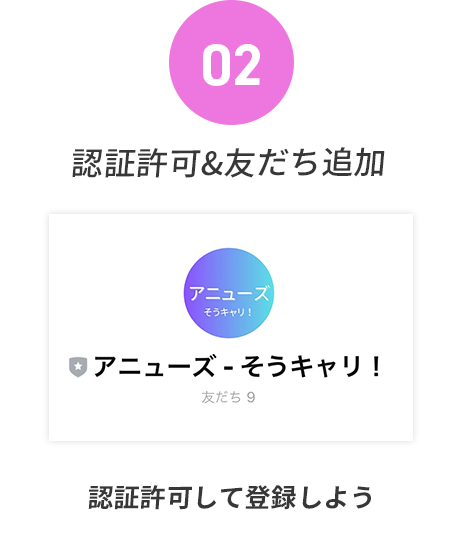 02
認証許可&友だち追加
アニューズ
そうキャリ！
アニューズ - そうキャリ！
友だち 9
認証許可して登録しよう